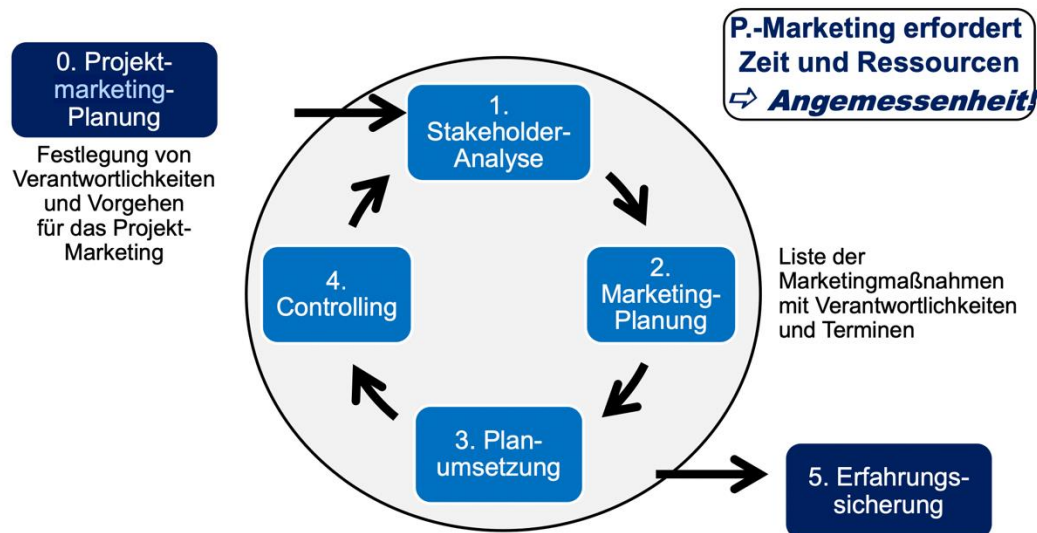 0. Projekt-
marketing-
Planung
Festlegung von
Verantwortlichkeiten
und Vorgehen
für das Projekt-
Marketing
P.-Marketing erfordert
Zeit und Ressourcen
⇨ Angemessenheit!
1.
Stakeholder-
Analyse
2.
Marketing-
Planung
Liste der
Marketingmaßnahmen
mit Verantwortlichkeiten
und Terminen
3. Plan-
umsetzung
4.
Controlling
5. Erfahrungs-
sicherung